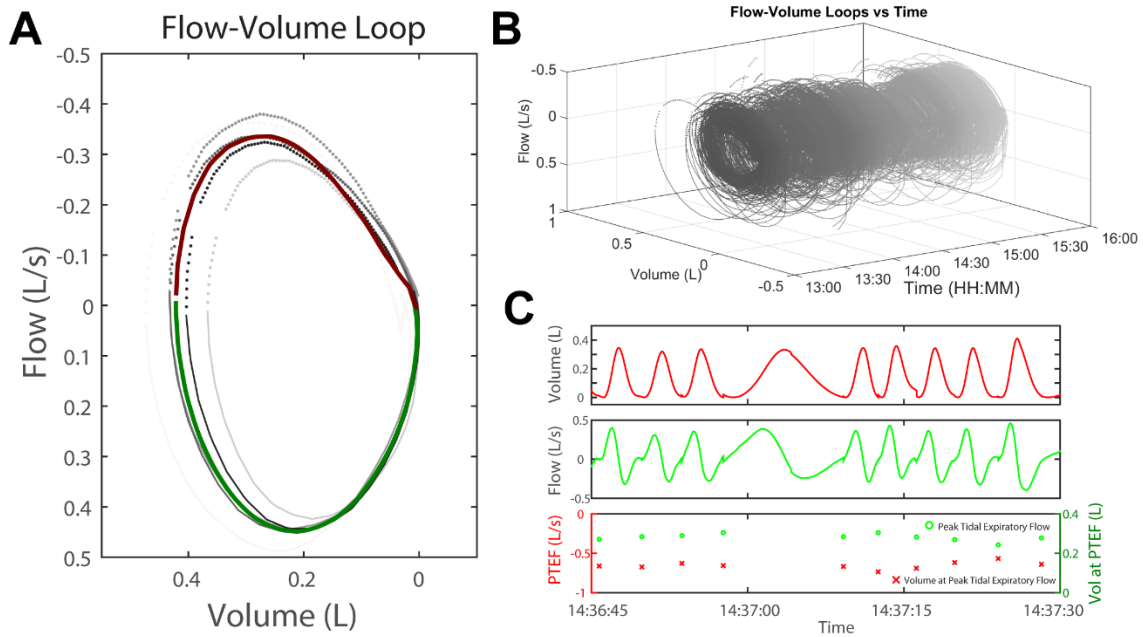 A
Flow-Volume Loop
-0.5
-0.4
-0.3
-0.2
-0.1
0
0.1
0.2
0.3
0.4
0.5
Flow (L/s)
0.4
0.2
0
Volume (L)
B
Flow-Volume Loops vs Time
-0.5
0
0.5
1
Flow (L/s)
1
0.5
0
-0.5
Volume (L)
13:00
13:30
14:00
14:30
15:00
15:30
16:00
Time (HH:MM)
C
Volume (L)
0.4
0.2
0
Flow (L/s)
0.5
0
-0.5
PTEF (L/s)
0
-0.5
-1
Peak Tidal Expiratory Flow
Volume at Peak Tidal Expiratory Flow
0.4
0.2
0
Vol at PTEF (L)
14:36:45
14:37:00
14:37:15
14:37:30
Time